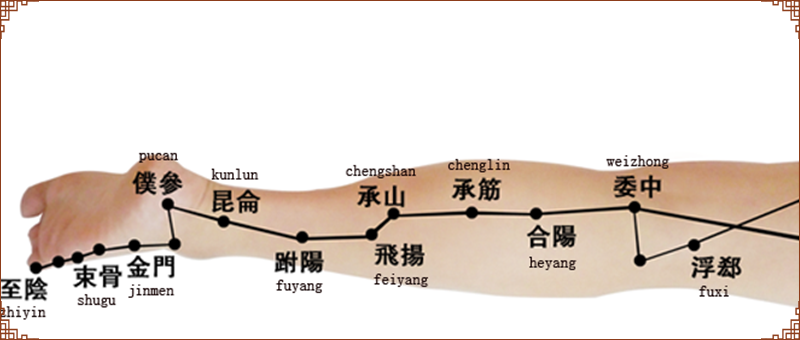 pucan
僕參
kunlun
昆侖
chengshan
承山
chenglin
承筋
weizhong
委中
合陽
heyang
飛揚
feiyang
跗陽
fuyang
金門
jinmen
束骨
shugu
至陰
zhiyin
浮郄
fuxi